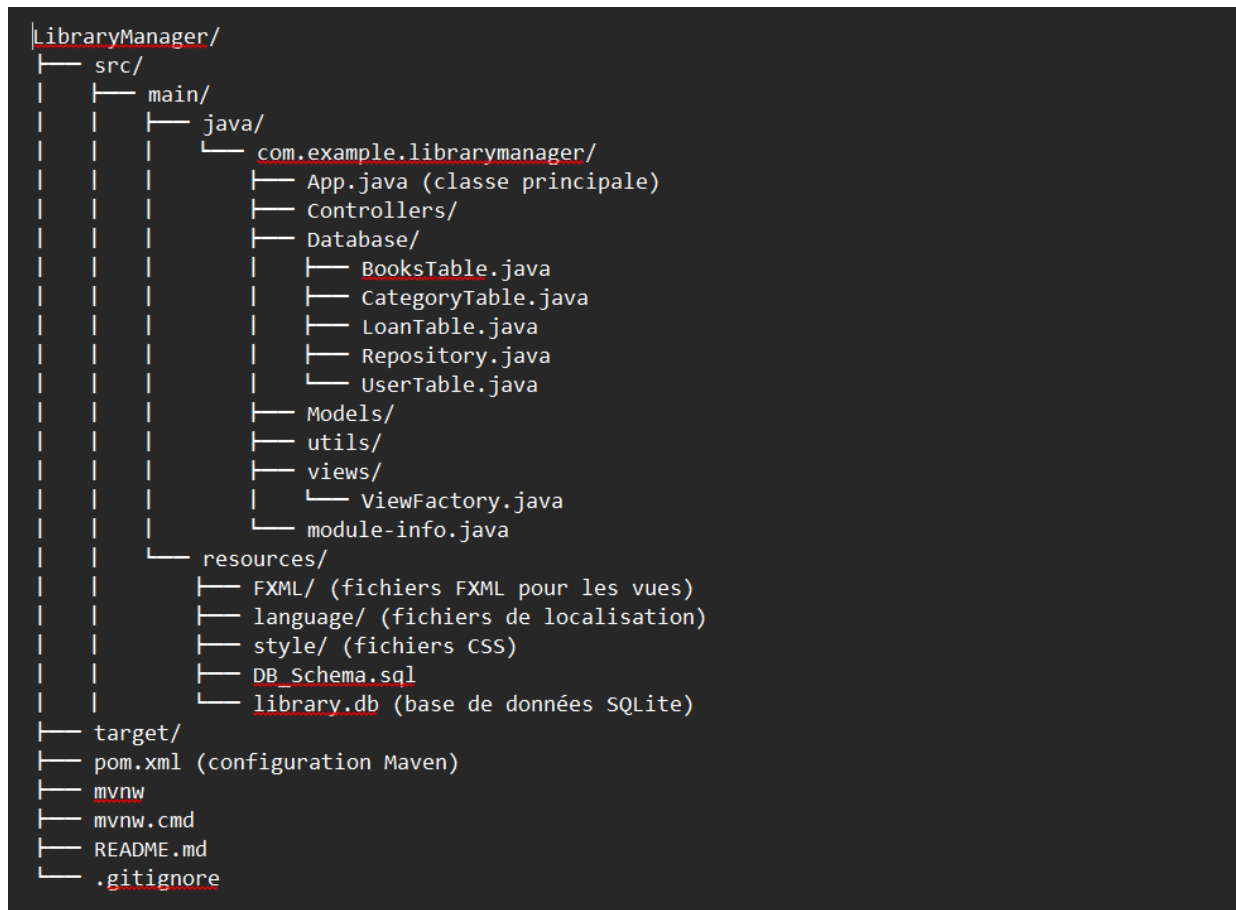 LibraryManager/
├── src/
│   ├── main/
│   │   ├── java/
│   │   │   └── com.example.librarymanager/
│   │   │       ├── App.java (classe principale)
│   │   │       ├── Controllers/
│   │   │       ├── Database/
│   │   │       │   ├── BooksTable.java
│   │   │       │   ├── CategoryTable.java
│   │   │       │   ├── LoanTable.java
│   │   │       │   ├── Repository.java
│   │   │       │   └── UserTable.java
│   │   │       ├── Models/
│   │   │       ├── utils/
│   │   │       ├── views/
│   │   │       │   └── ViewFactory.java
│   │   │       └── module-info.java
│   │   └── resources/
│   │       ├── FXML/ (fichiers FXML pour les vues)
│   │       ├── language/ (fichiers de localisation)
│   │       ├── style/ (fichiers CSS)
│   │       ├── DB_Schema.sql
│   │       └── library.db (base de données SQLite)
├── target/
├── pom.xml (configuration Maven)
├── mvnw
├── mvnw.cmd
├── README.md
└── .gitignore